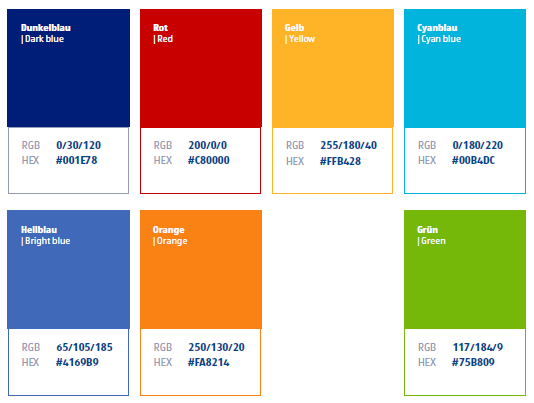 Dunkelblau
| Dark blue
RGB 0/30/120
HEX #001E78
Rot
| Red
RGB 200/0/0
HEX #C80000
Gelb
| Yellow
RGB 255/180/40
HEX #FFB428
Cyanblau
| Cyan blue
RGB 0/180/220
HEX #00B4DC
Hellblau
| Bright blue
RGB 65/105/185
HEX #4169B9
Orange
| Orange
RGB 250/130/20
HEX #FA8214
Grün
| Green
RGB 117/184/9
HEX #75B809